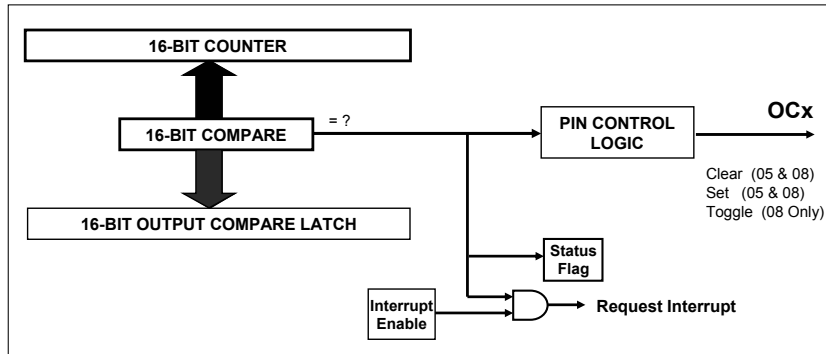 16-BIT COUNTER
16-BIT COMPARE
= ?
16-BIT OUTPUT COMPARE LATCH
PIN CONTROL
LOGIC
OCx
Clear (05 & 08)
Set (05 & 08)
Toggle (08 Only)
Status
Flag
Interrupt
Enable
Request Interrupt